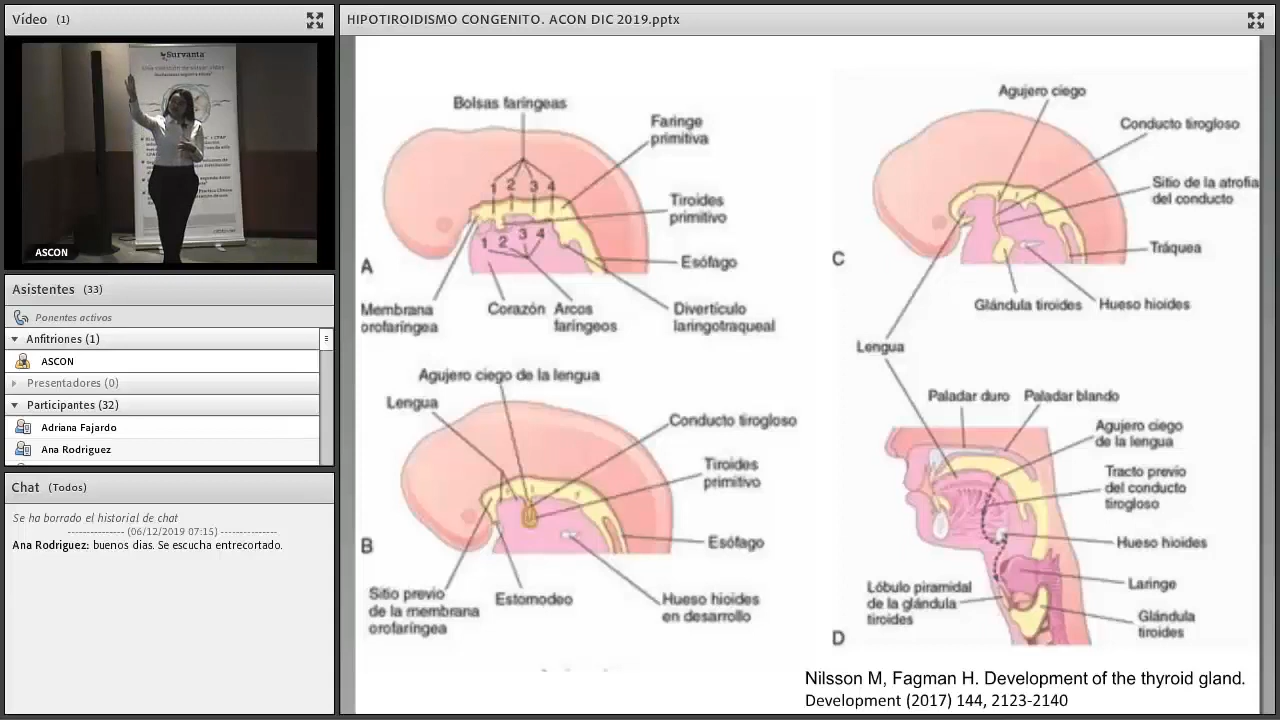 Vídeo (1)
Survanta
ASCON
Asistentes (33)
Ponentes activos
Anfitriones (1)
ASCON
Presentadores (0)
Participantes (32)
Adriana Fajardo
Ana Rodriguez
Chat (Todos)
Se ha borrado el historial de chat
--------------- (06/12/2019 07:15) ------------
Ana Rodriguez: buenos dias. Se escucha entrecortado.
HIPOTIROIDISMO CONGENITO. ACON DIC 2019.pptx
Bolsas faríngeas
Faringe
primitiva
1 2 3 4
Tiroides
primitivo
1 2 3 4
Esófago
A
Membrana
orofaríngea
Corazón
Arcos
faríngeos
Divertículo
laringotraqueal
Agujero ciego de la lengua
Lengua
Conducto tirogloso
Tiroides
primitivo
B
Esófago
Sitio previo
de la membrana
orofaríngea
Estomodeo
Hueso hioides
en desarrollo
Agujero ciego
Conducto tirogloso
Sitio de la atrofia
del conducto
C
Tráquea
Glándula tiroides
Hueso hioides
Lengua
Paladar duro
Paladar blando
Agujero ciego
de la lengua
Tracto previo
del conducto
tirogloso
Hueso hioides
Lóbulo piramidal
de la glándula
tiroides
Laringe
Glándula
tiroides
D
Nilsson M, Fagman H. Development of the thyroid gland.
Development (2017) 144, 2123-2140